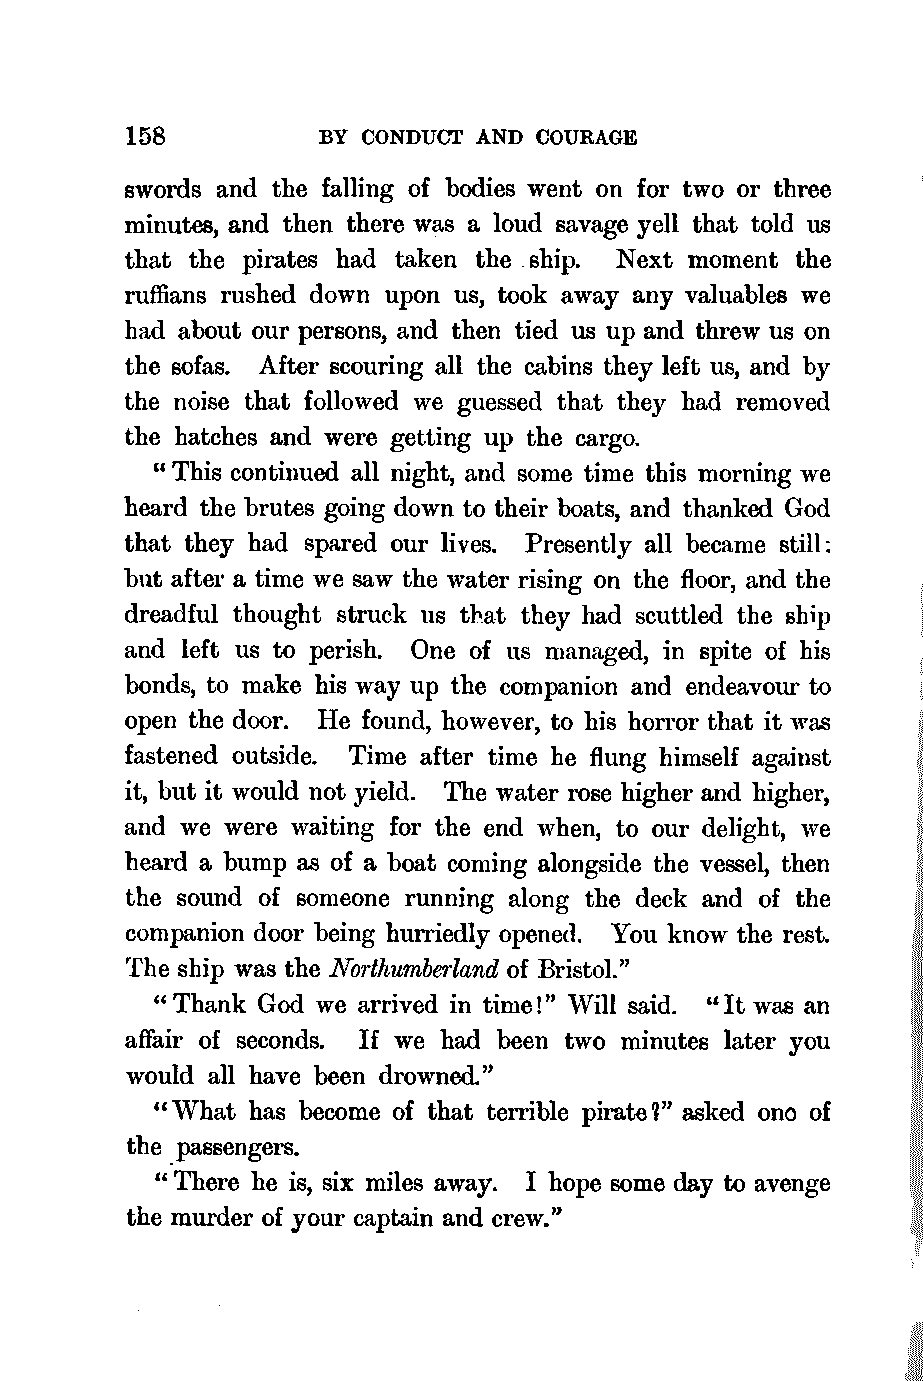 158 BY CONDUCT AND COURAGE
swords and the falling of bodies went on for two or three
minutes, and then there was a loud savage yell that told us
that the pirates had taken the ship. Next moment the
ruffians rushed down upon us, took away any valuables we
had about our persons, and then tied us up and threw us on
the sofas. After scouring all the cabins they left us, and by
the noise that followed we guessed that they had removed
the hatches and were getting up the cargo.
"This continued all night, and some time this morning we
heard the brutes going down to their boats, and thanked God
that they had spared our lives. Presently all became still:
but after a time we saw the water rising on the floor, and the
dreadful thought struck us that they had scuttled the ship
and left us to perish. One of us managed, in spite of his
bonds, to make his way up the companion and endeavour to
open the door. He found, however, to his horror that it was
fastened outside. Time after time he flung himself against
it, but it would not yield. The water rose higher and higher,
and we were waiting for the end when, to our delight, we
heard a bump as of a boat coming alongside the vessel, then
the sound of someone running along the deck and of the
companion door being hurriedly opened. You know the rest.
The ship was the Northumberland of Bristol."
"Thank God we arrived in time!" Will said. "It was an
affair of seconds. If we had been two minutes later you
would all have been drowned."
"What has become of that terrible pirate?" asked one of
the passengers.
"There he is, six miles away. I hope some day to avenge
the murder of your captain and crew."